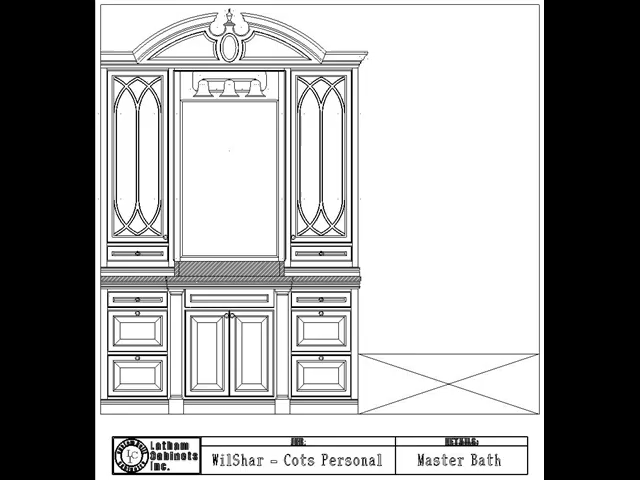 Latham
Cabinets
Inc.
JOB:
WilShar - Cots Personal
DETAILS:
Master Bath